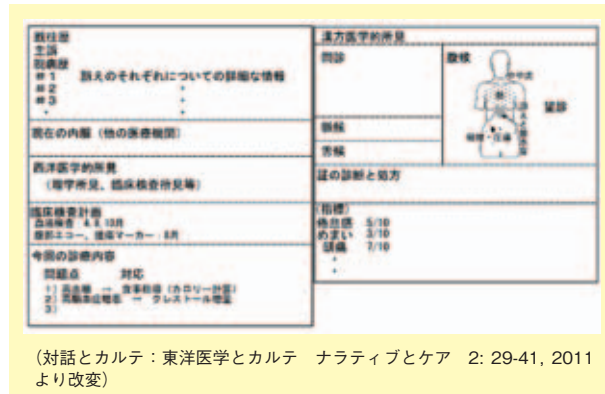 既往歴
主訴
現病歴
#1 訴えのそれぞれについての詳細な情報
#2 ・
#3 ・
・
現在の内服（他の医療機関）
西洋医学的所見
（理学所見、臨床検査所見等）
臨床検査計画
血液検査 4、8、
腹部エコー、腫瘍マーカー：8月
今回の診療内容
問題点 対応
1) 高血糖 → 食事指導（カロリー計算）
2) 高脂血症増悪 → クレストール増量
3)
漢方医学的所見
問診
腹候
望診
脈候
舌候
証の診断と処方
（指標）
倦怠感 5/10
めまい 3/10
頭痛 7/10
・
・
（対話とカルテ：東洋医学とカルテ　ナラティブとケア　2: 29-41, 2011
より改変）